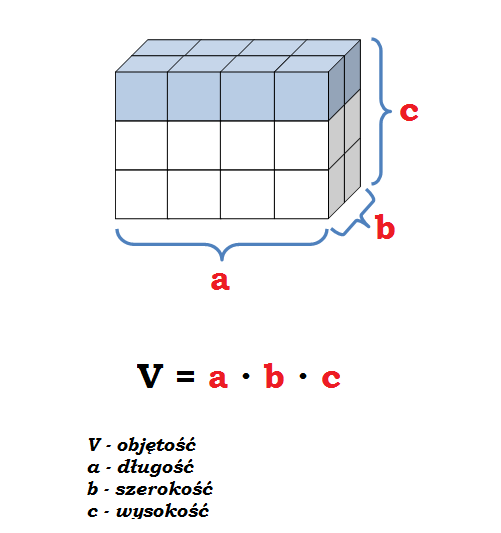 c
b
a
V = a · b · c
V - objętość
a - długość
b - szerokość
c - wysokość